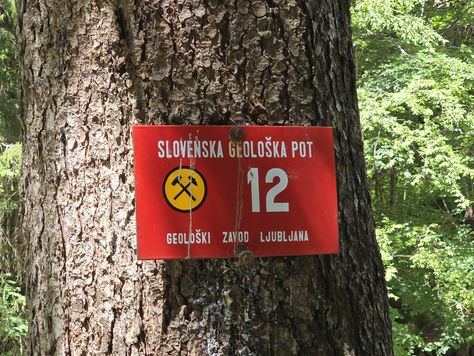 SLOVENSKA GEOLOŠKA POT
12
GEOLOŠKI ZAVOD LJUBLJANA